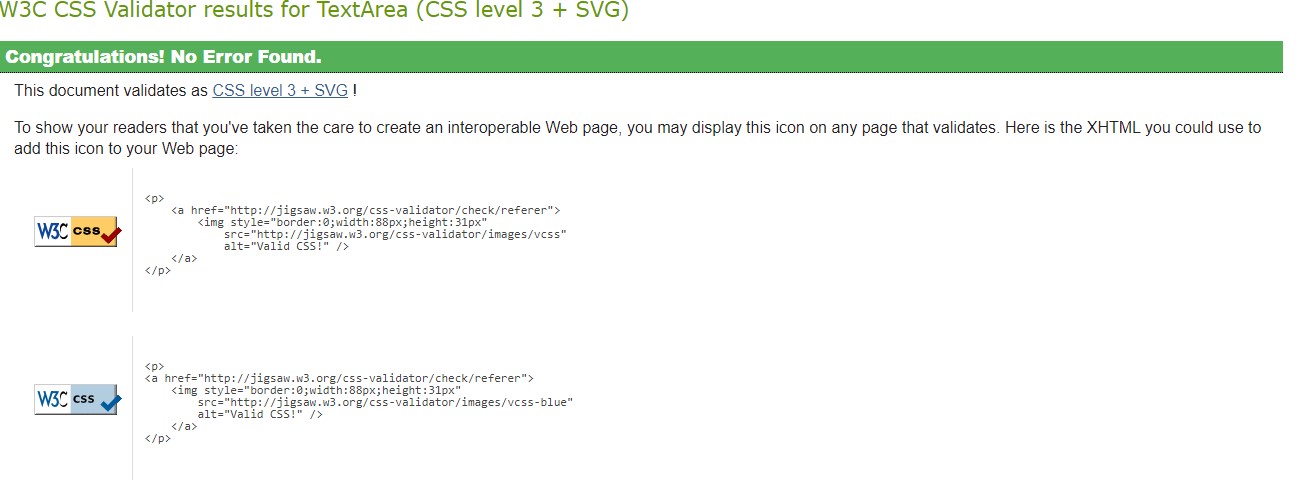 W3C CSS Validator results for TextArea (CSS level 3 + SVG)
Congratulations! No Error Found.
This document validates as CSS level 3 + SVG !
To show your readers that you've taken the care to create an interoperable Web page, you may display this icon on any page that validates. Here is the XHTML you could use to
add this icon to your Web page:
W3C css
<p>
    <a href="http://jigsaw.w3.org/css-validator/check/referer">
        <img style="border:0;width:88px;height:31px"
            src="http://jigsaw.w3.org/css-validator/images/vcss"
            alt="Valid CSS!" />
    </a>
</p>
W3C css
<p>
<a href="http://jigsaw.w3.org/css-validator/check/referer">
    <img style="border:0;width:88px;height:31px"
        src="http://jigsaw.w3.org/css-validator/images/vcss-blue"
        alt="Valid CSS!" />
    </a>
</p>